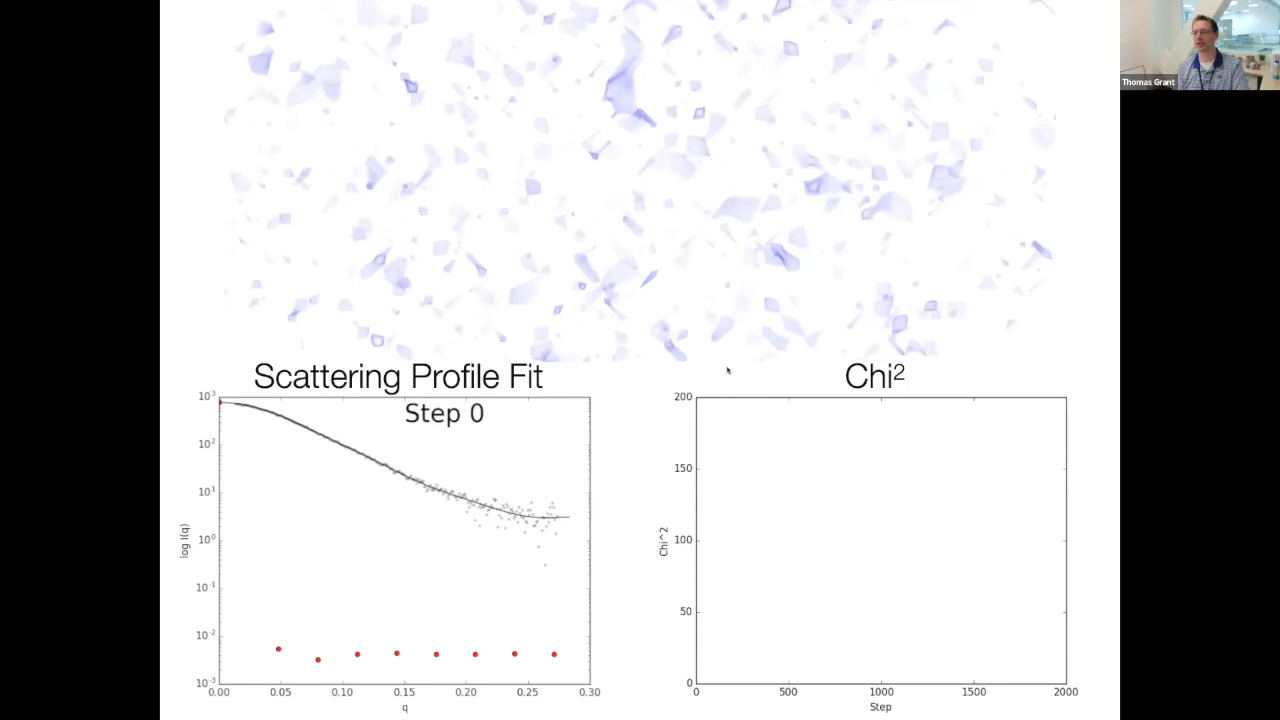 Thomas Grant
Scattering Profile Fit
Chi²
Step 0
10³
10²
10¹
10⁰
10⁻¹
10⁻²
10⁻³
log I(q)
0.00 0.05 0.10 0.15 0.20 0.25 0.30
q
200
150
100
50
0
Chi^2
0 500 1000 1500 2000
Step